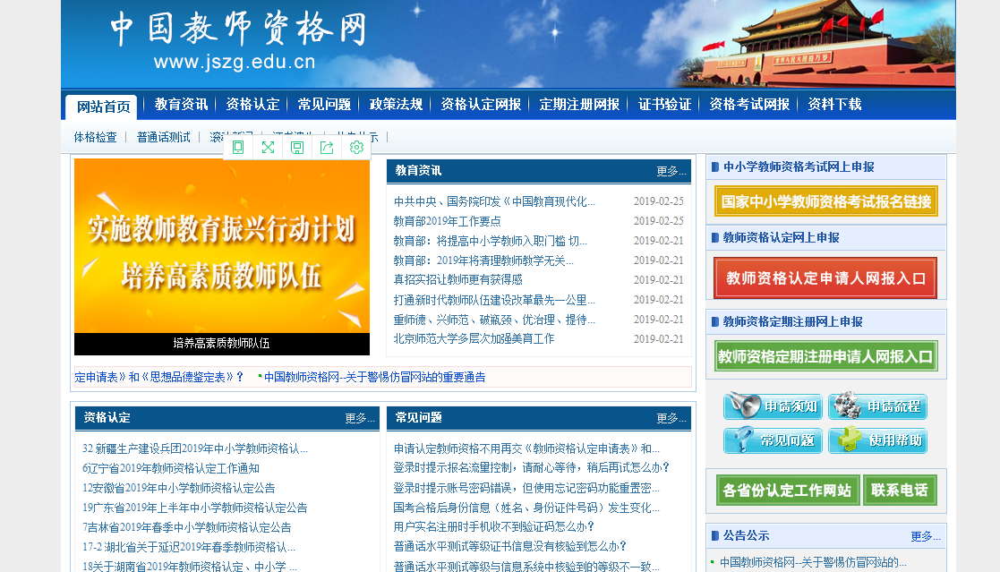 中国教师资格网
www.jszg.edu.cn
网站首页 教育资讯 资格认定 常见问题 政策法规 资格认定网报 定期注册网报 证书验证 资格考试网报 资料下载
体格检查 普通话测试
实施教师教育振兴行动计划
培养高素质教师队伍
培养高素质教师队伍
教育资讯 更多...
中共中央、国务院印发《中国教育现代化... 2019-02-25
教育部2019年工作要点 2019-02-25
教育部：将提高中小学教师入职门槛 切... 2019-02-21
教育部：2019年将清理教师教学无关... 2019-02-21
真招实招让教师更有获得感 2019-02-21
打通新时代教师队伍建设改革最先一公里... 2019-02-21
重师德、兴师范、破瓶颈、优治理、提待... 2019-02-21
北京师范大学多层次加强美育工作 2019-02-21
定申请表》和《思想品德鉴定表》？ •中国教师资格网--关于警惕仿冒网站的重要通告
资格认定 更多...
32 新疆生产建设兵团2019年中小学教师资格认...
6辽宁省2019年教师资格认定工作通知
12安徽省2019年中小学教师资格认定公告
19广东省2019年上半年中小学教师资格认定公告
7吉林省2019年春季中小学教师资格认定公告
17-2 湖北省关于延迟2019年春季教师资格认...
18关于湖南省2019年教师资格认定、中小学 ...
常见问题 更多...
申请认定教师资格不用再交《教师资格认定申请表》和...
登录时提示报名流量控制，请耐心等待，稍后再试怎么办？
登录时提示账号密码错误，但使用忘记密码功能重置密...
国考合格后身份信息（姓名、身份证件号码）发生变化...
用户实名注册时手机收不到验证码怎么办？
普通话水平测试等级证书信息没有核验到怎么办？
普通话水平测试等级与信息系统中核验到的等级不一致...
中小学教师资格考试网上申报
国家中小学教师资格考试报名链接
教师资格认定网上申报
教师资格认定申请人网报入口
教师资格定期注册网上申报
教师资格定期注册申请人网报入口
申请须知 申请流程
常见问题 使用帮助
各省份认定工作网站 联系电话
公告公示 更多...
中国教师资格网--关于警惕仿冒网站的...